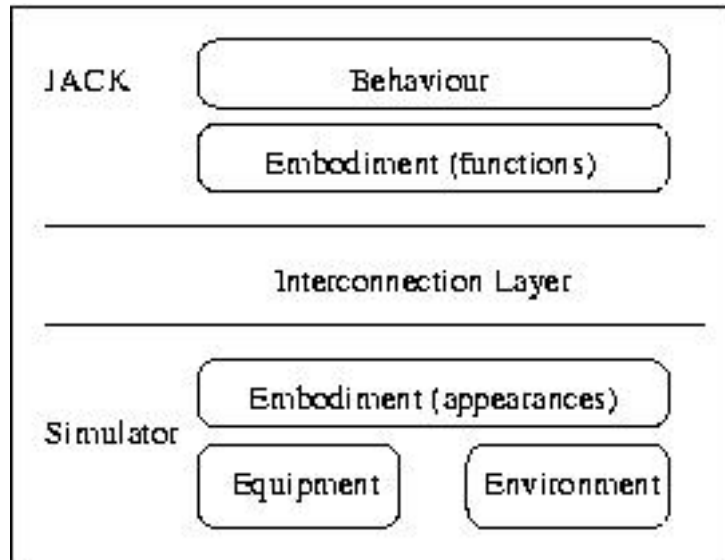 JACK
Behaviour
Embodiment (functions)
Interconnection Layer
Embodiment (appearances)
Simulator
Equipment
Environment